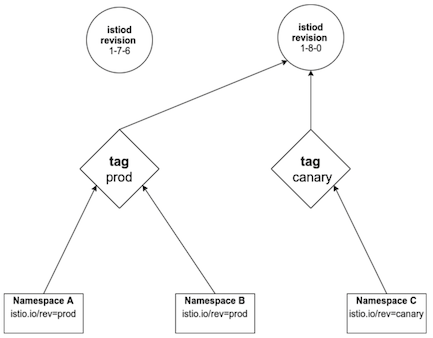 istiod
revision
1-7-6
istiod
revision
1-8-0
tag
prod
tag
canary
Namespace A
istio.io/rev=prod
Namespace B
istio.io/rev=prod
Namespace C
istio.io/rev=canary